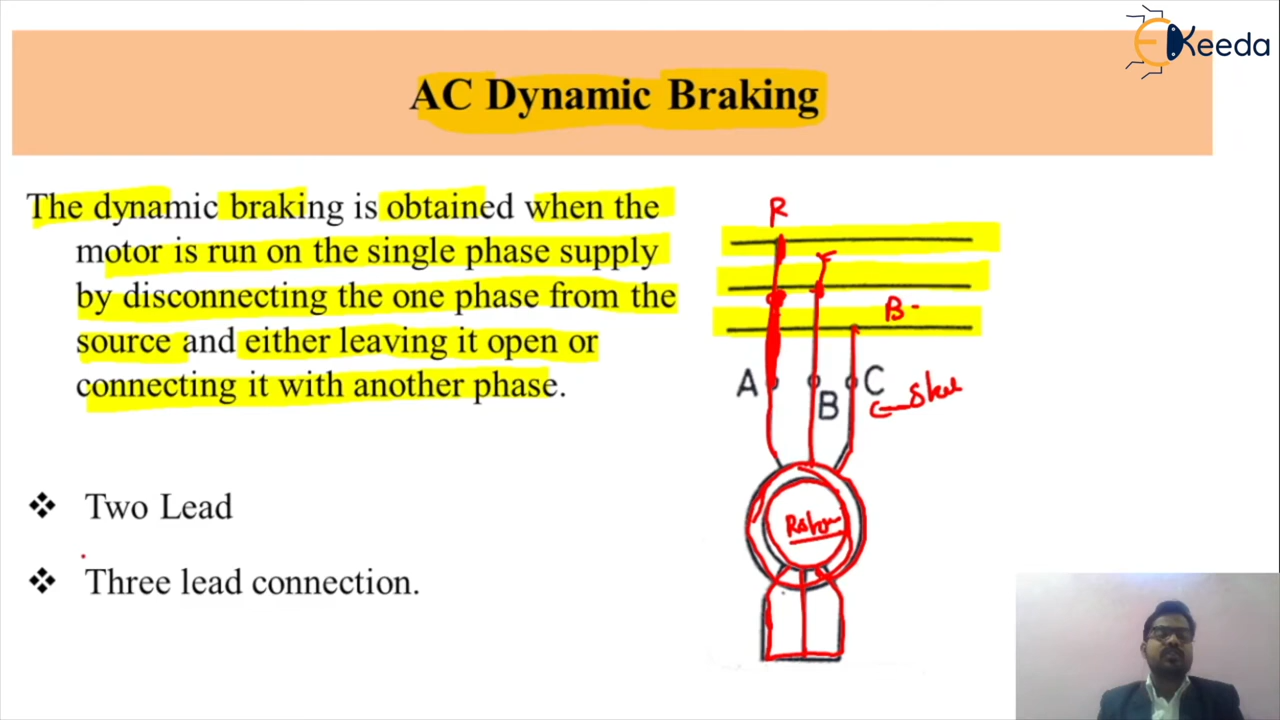 EKeeda
AC Dynamic Braking
The dynamic braking is obtained when the
motor is run on the single phase supply
by disconnecting the one phase from the
source and either leaving it open or
connecting it with another phase.
❖ Two Lead
❖ Three lead connection.
R
Y
B
A
B
C
Rotor